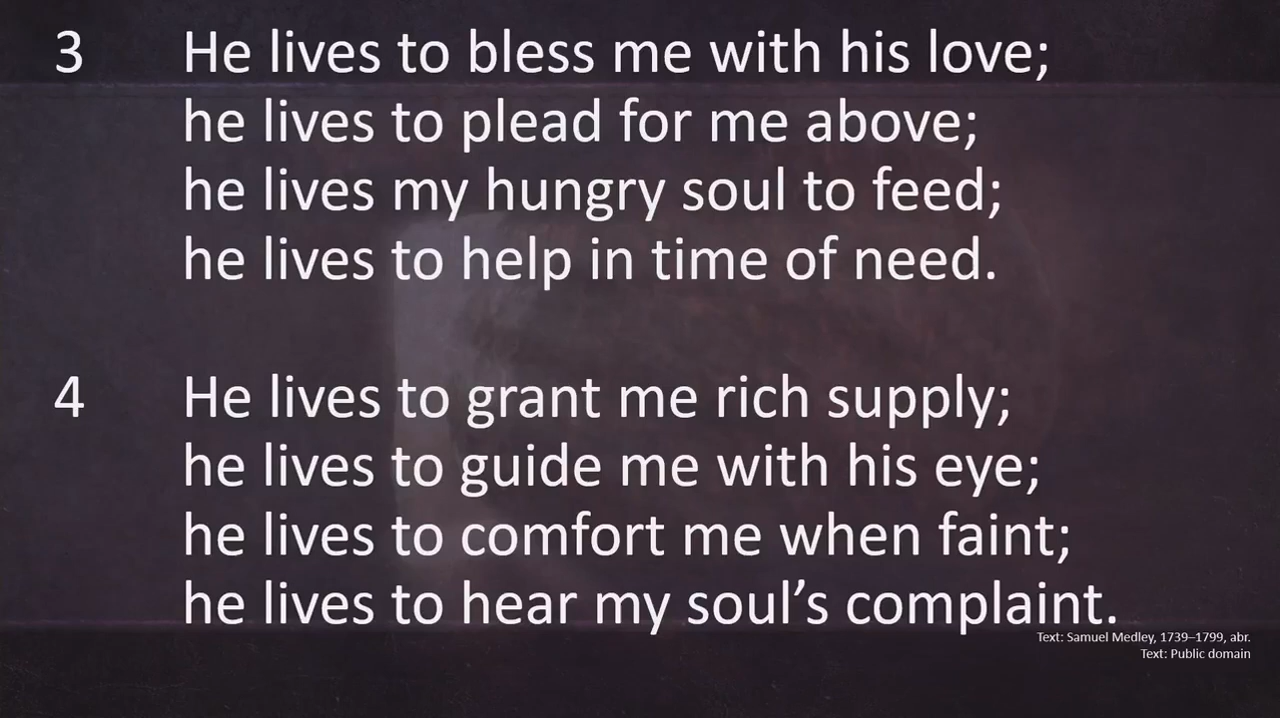 3 He lives to bless me with his love;
he lives to plead for me above;
he lives my hungry soul to feed;
he lives to help in time of need.
4 He lives to grant me rich supply;
he lives to guide me with his eye;
he lives to comfort me when faint;
he lives to hear my soul’s complaint.
Text: Samuel Medley, 1739–1799, abr.
Text: Public domain